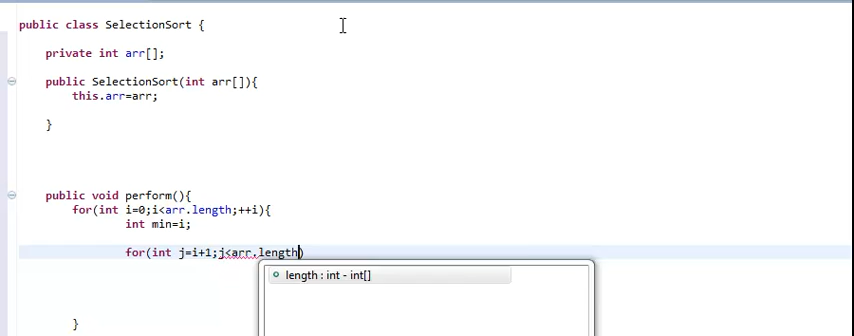 public class SelectionSort {
private int arr[];
public SelectionSort(int arr[]){
this.arr=arr;
}
public void perform(){
for(int i=0;i<arr.length;++i){
int min=i;
for(int j=i+1;j<arr.length)
length : int - int[]
}